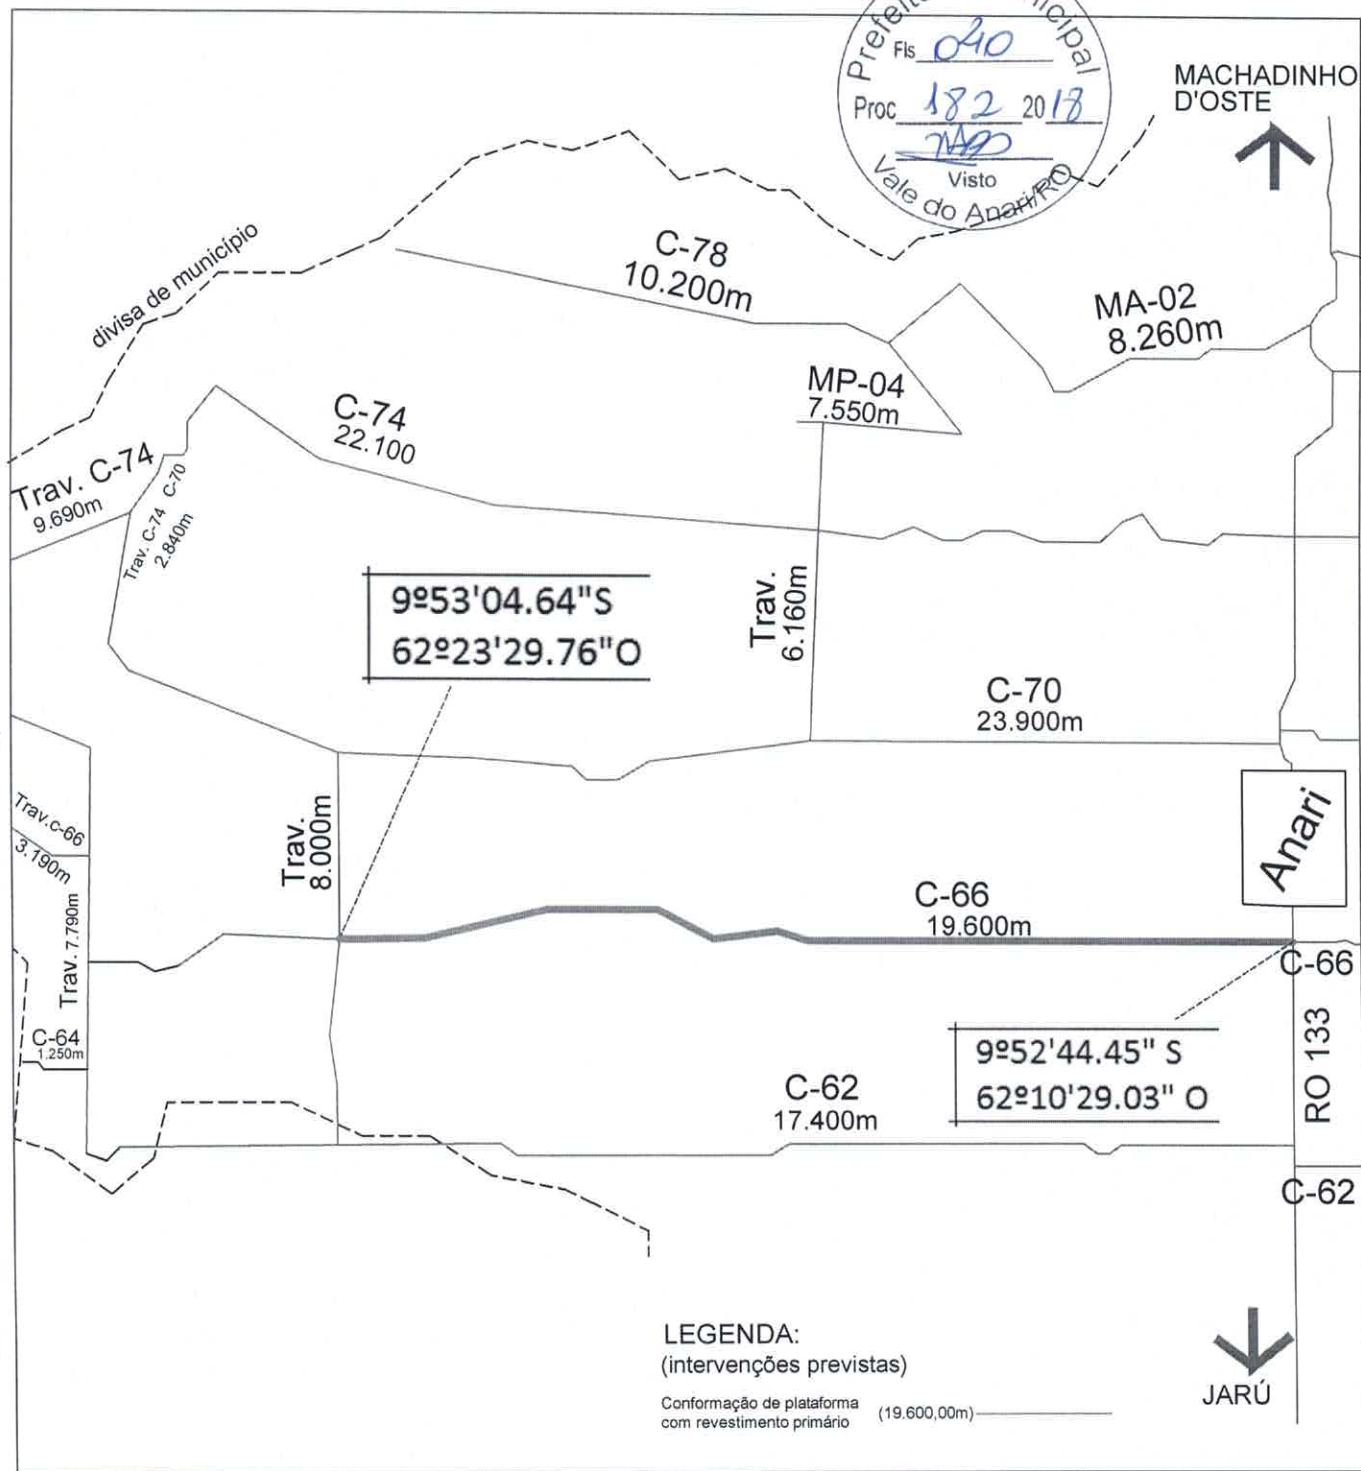 Prefeitura Municipal
Fls 040
Proc 182 2018
Visto
Vale do Anari/RO
MACHADINHO
D'OSTE
divisa de município
C-78
10.200m
MA-02
8.260m
MP-04
7.550m
C-74
22.100
Trav. C-74
9.690m
Trav. C-74 C-70
2.840m
9º53'04.64"S
62º23'29.76"O
Trav.
6.160m
C-70
23.900m
Anari
Trav.c-66
3.190m
Trav.
8.000m
Trav. 7.790m
C-66
19.600m
C-66
C-64
1.250m
9º52'44.45" S
62º10'29.03" O
RO 133
C-62
17.400m
C-62
LEGENDA:
(intervenções previstas)
Conformação de plataforma
com revestimento primário
(19.600,00m)
JARÚ